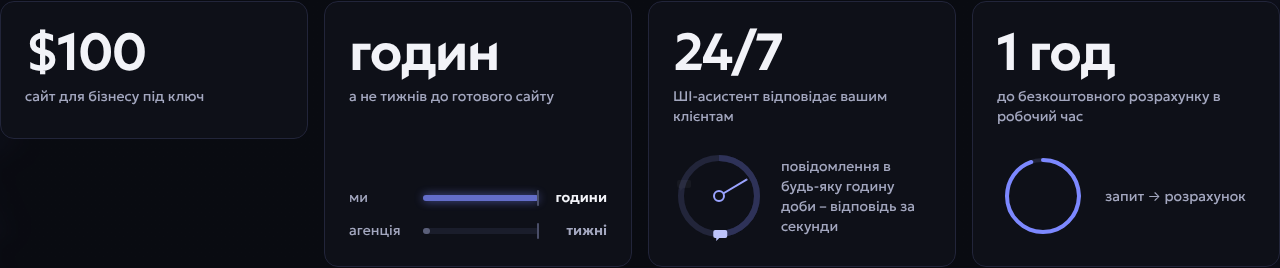 $100
сайт для бізнесу під ключ
годин
а не тижнів до готового сайту
ми
години
агенція
тижні
24/7
ШІ-асистент відповідає вашим
клієнтам
повідомлення в
будь-яку годину
доби – відповідь за
секунди
1 год
до безкоштовного розрахунку в
робочий час
запит → розрахунок